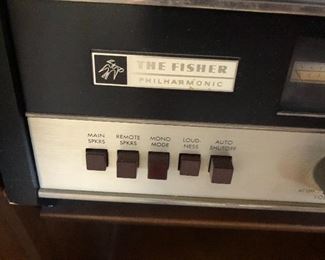 THE FISHER
PHILHARMONIC
MAIN SPKRS
REMOTE SPKRS
MONO MODE
LOUD-NESS
AUTO SHUTOFF